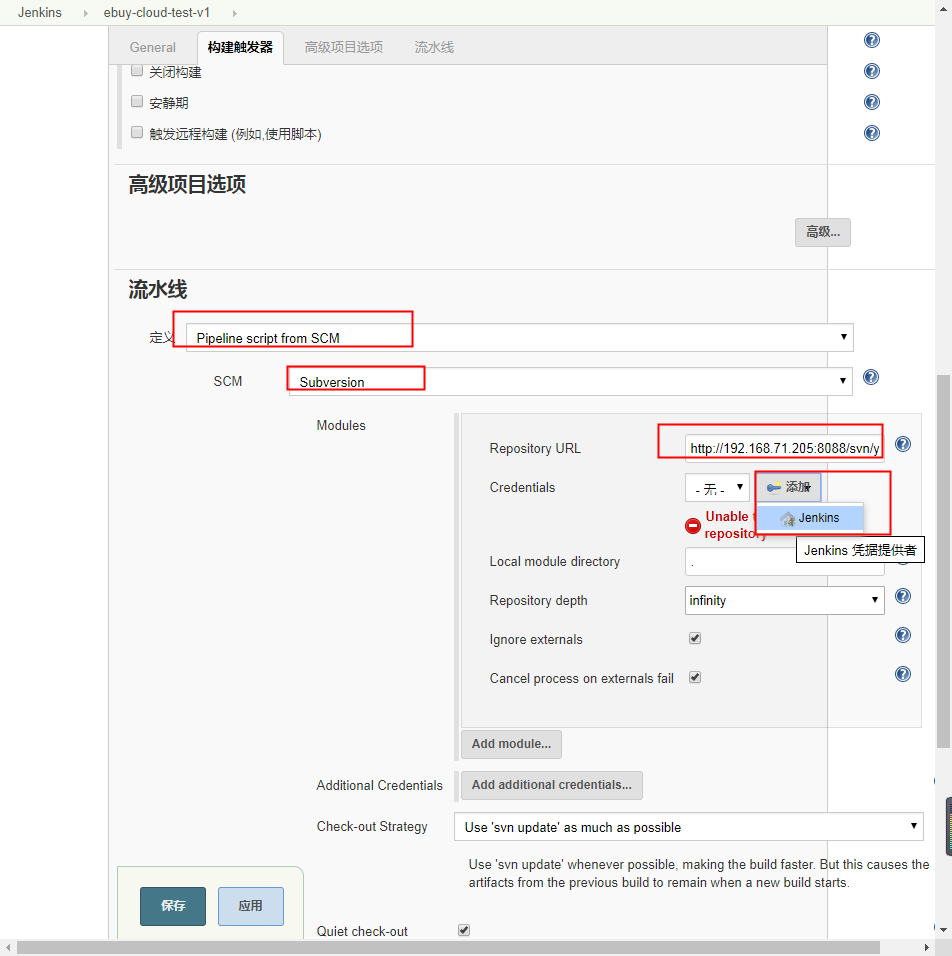 Jenkins ebuy-cloud-test-v1
General 构建触发器 高级项目选项 流水线
关闭构建
安静期
触发远程构建 (例如,使用脚本)
高级项目选项
高级...
流水线
定义 Pipeline script from SCM
SCM Subversion
Modules
Repository URL http://192.168.71.205:8088/svn/y
Credentials - 无 - 添加
Jenkins
Unable
repository
Jenkins 凭据提供者
Local module directory .
Repository depth infinity
Ignore externals
Cancel process on externals fail
Add module...
Additional Credentials Add additional credentials...
Check-out Strategy Use 'svn update' as much as possible
Use 'svn update' whenever possible, making the build faster. But this causes the
artifacts from the previous build to remain when a new build starts.
保存 应用
Quiet check-out